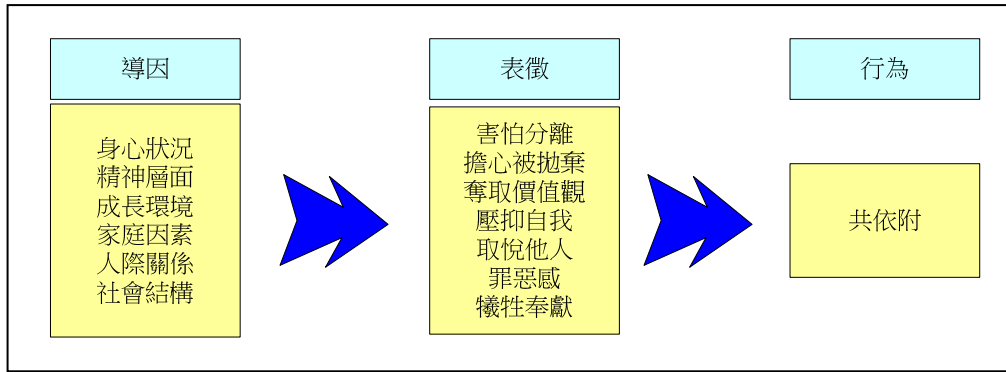 導因
身心狀況
精神層面
成長環境
家庭因素
人際關係
社會結構
表徵
害怕分離
擔心被拋棄
奪取價值觀
壓抑自我
取悅他人
罪惡感
犧牲奉獻
行為
共依附